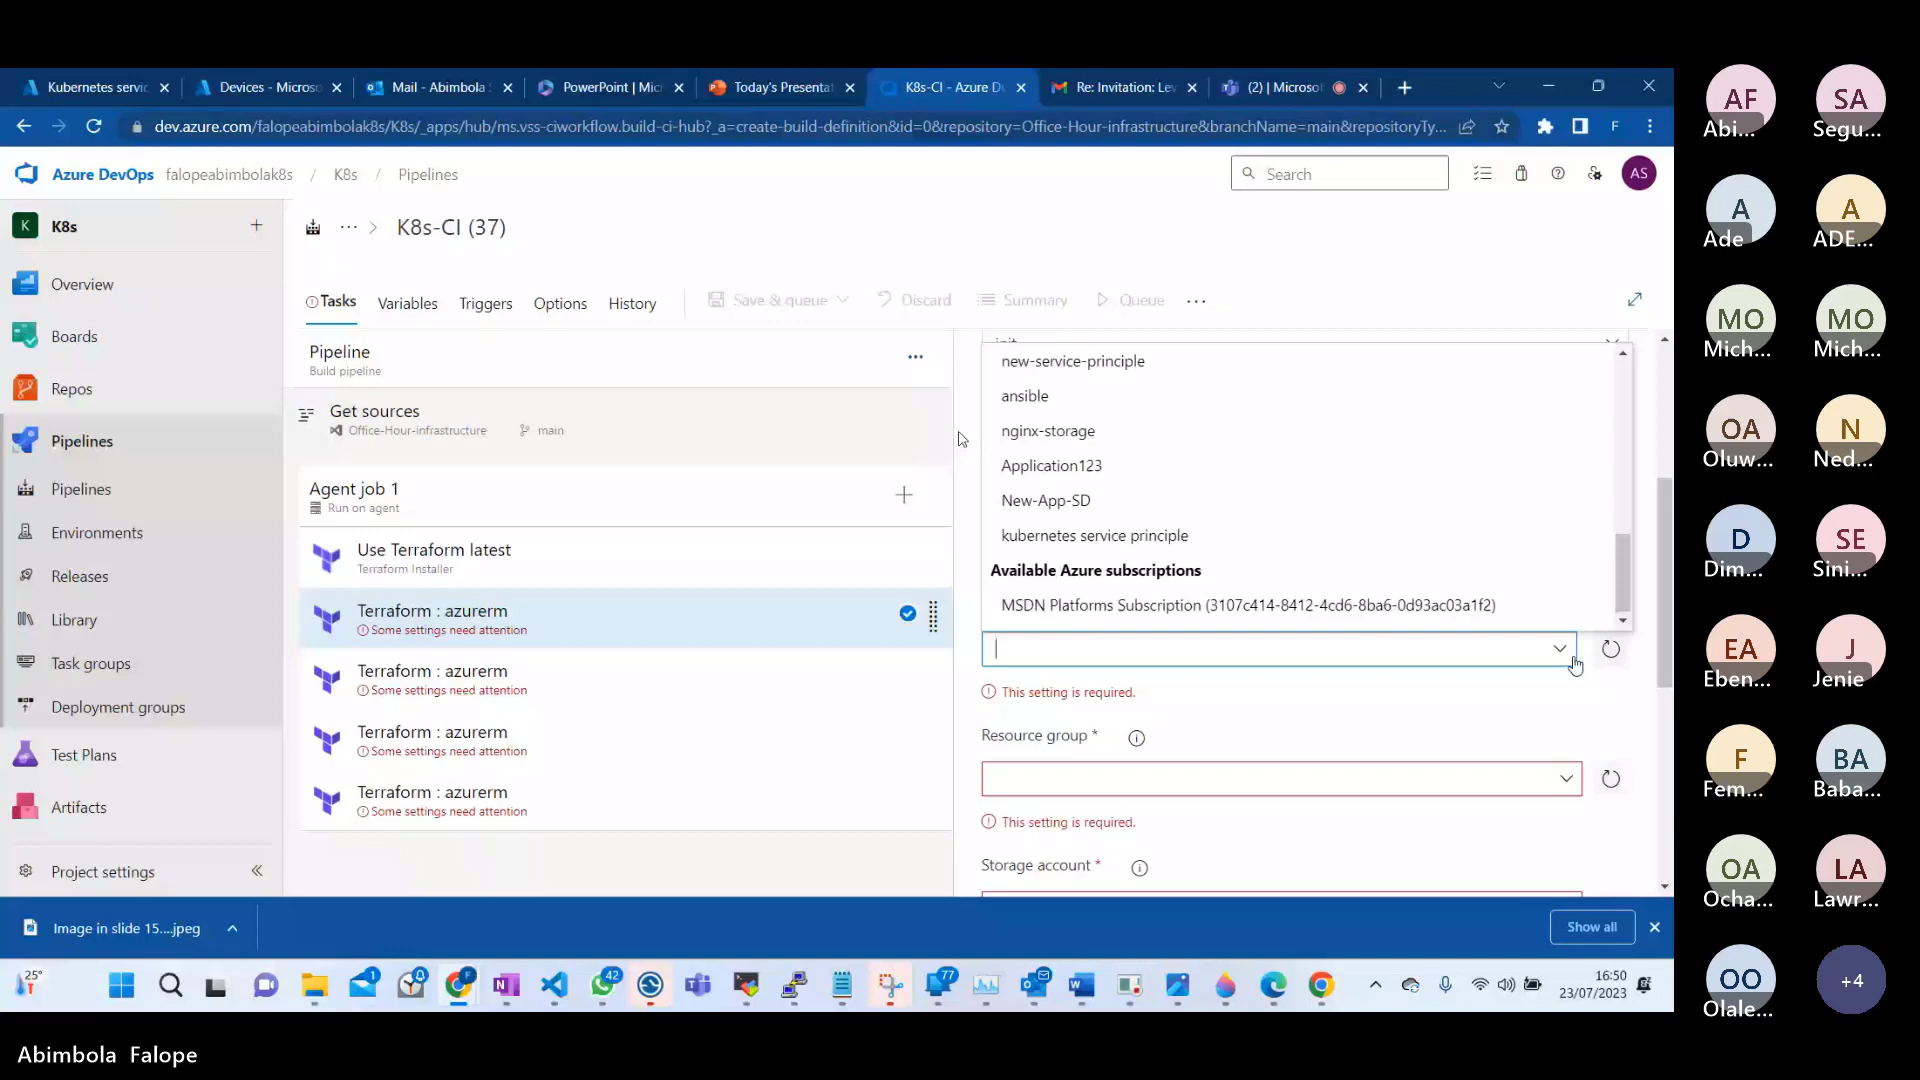 Kubernetes servic
Devices - Microso
Mail - Abimbola
PowerPoint | Mic
Today's Presentat
K8s-CI - Azure D
Re: Invitation: Le
(2) | Microsof
dev.azure.com/falopeabimbolak8s/K8s/_apps/hub/ms.vss-ciworkflow.build-ci-hub?_a=create-build-definition&id=0&repository=Office-Hour-infrastructure&branchName=main&repositoryTy...
F
Azure DevOps falopeabimbolak8s / K8s / Pipelines
Search
AS
K K8s
Overview
Boards
Repos
Pipelines
Pipelines
Environments
Releases
Library
Task groups
Deployment groups
Test Plans
Artifacts
Project settings
... > K8s-CI (37)
Tasks Variables Triggers Options History Save & queue Discard Summary Queue ...
Pipeline
Build pipeline
Get sources
Office-Hour-infrastructure main
Agent job 1
Run on agent
Use Terraform latest
Terraform Installer
Terraform : azurerm
Some settings need attention
Terraform : azurerm
Some settings need attention
Terraform : azurerm
Some settings need attention
Terraform : azurerm
Some settings need attention
init
new-service-principle
ansible
nginx-storage
Application123
New-App-SD
kubernetes service principle
Available Azure subscriptions
MSDN Platforms Subscription (3107c414-8412-4cd6-8ba6-0d93ac03a1f2)
This setting is required.
Resource group *
This setting is required.
Storage account *
Image in slide 15....jpeg
Show all
25°
1
F
42
77
16:50
23/07/2023
Abimbola Falope
AF
Abi...
SA
Segu...
A
Ade
A
ADE...
MO
Mich...
MO
Mich...
OA
Oluw...
N
Ned...
D
Dim...
SE
Sini...
EA
Eben...
J
Jenie
F
Fem...
BA
Baba...
OA
Ocha...
LA
Lawr...
OO
Olale...
+4